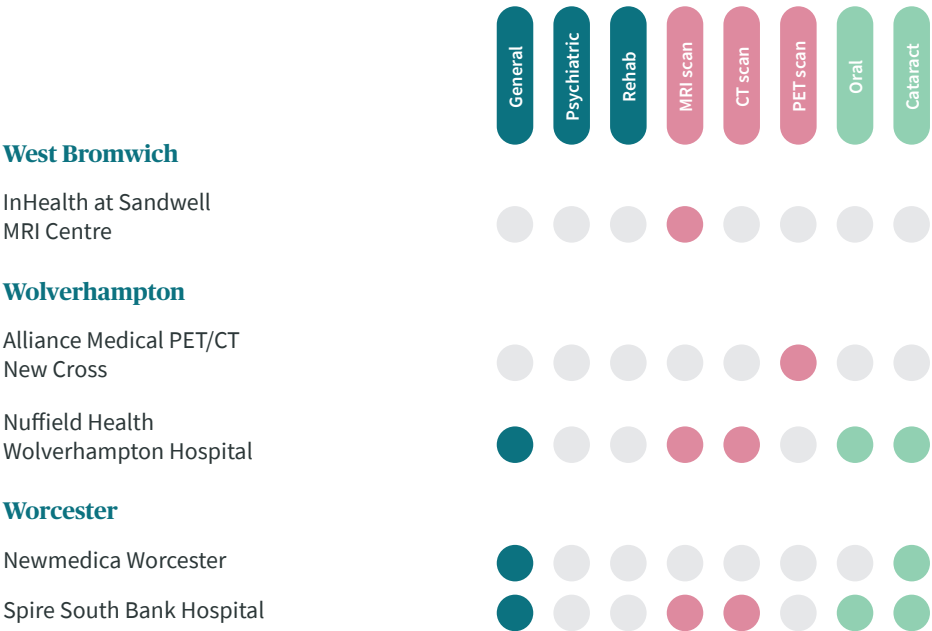 General
Psychiatric
Rehab
MRI scan
CT scan
PET scan
Oral
Cataract
West Bromwich
InHealth at Sandwell
MRI Centre
Wolverhampton
Alliance Medical PET/CT
New Cross
Nuffield Health
Wolverhampton Hospital
Worcester
Newmedica Worcester
Spire South Bank Hospital